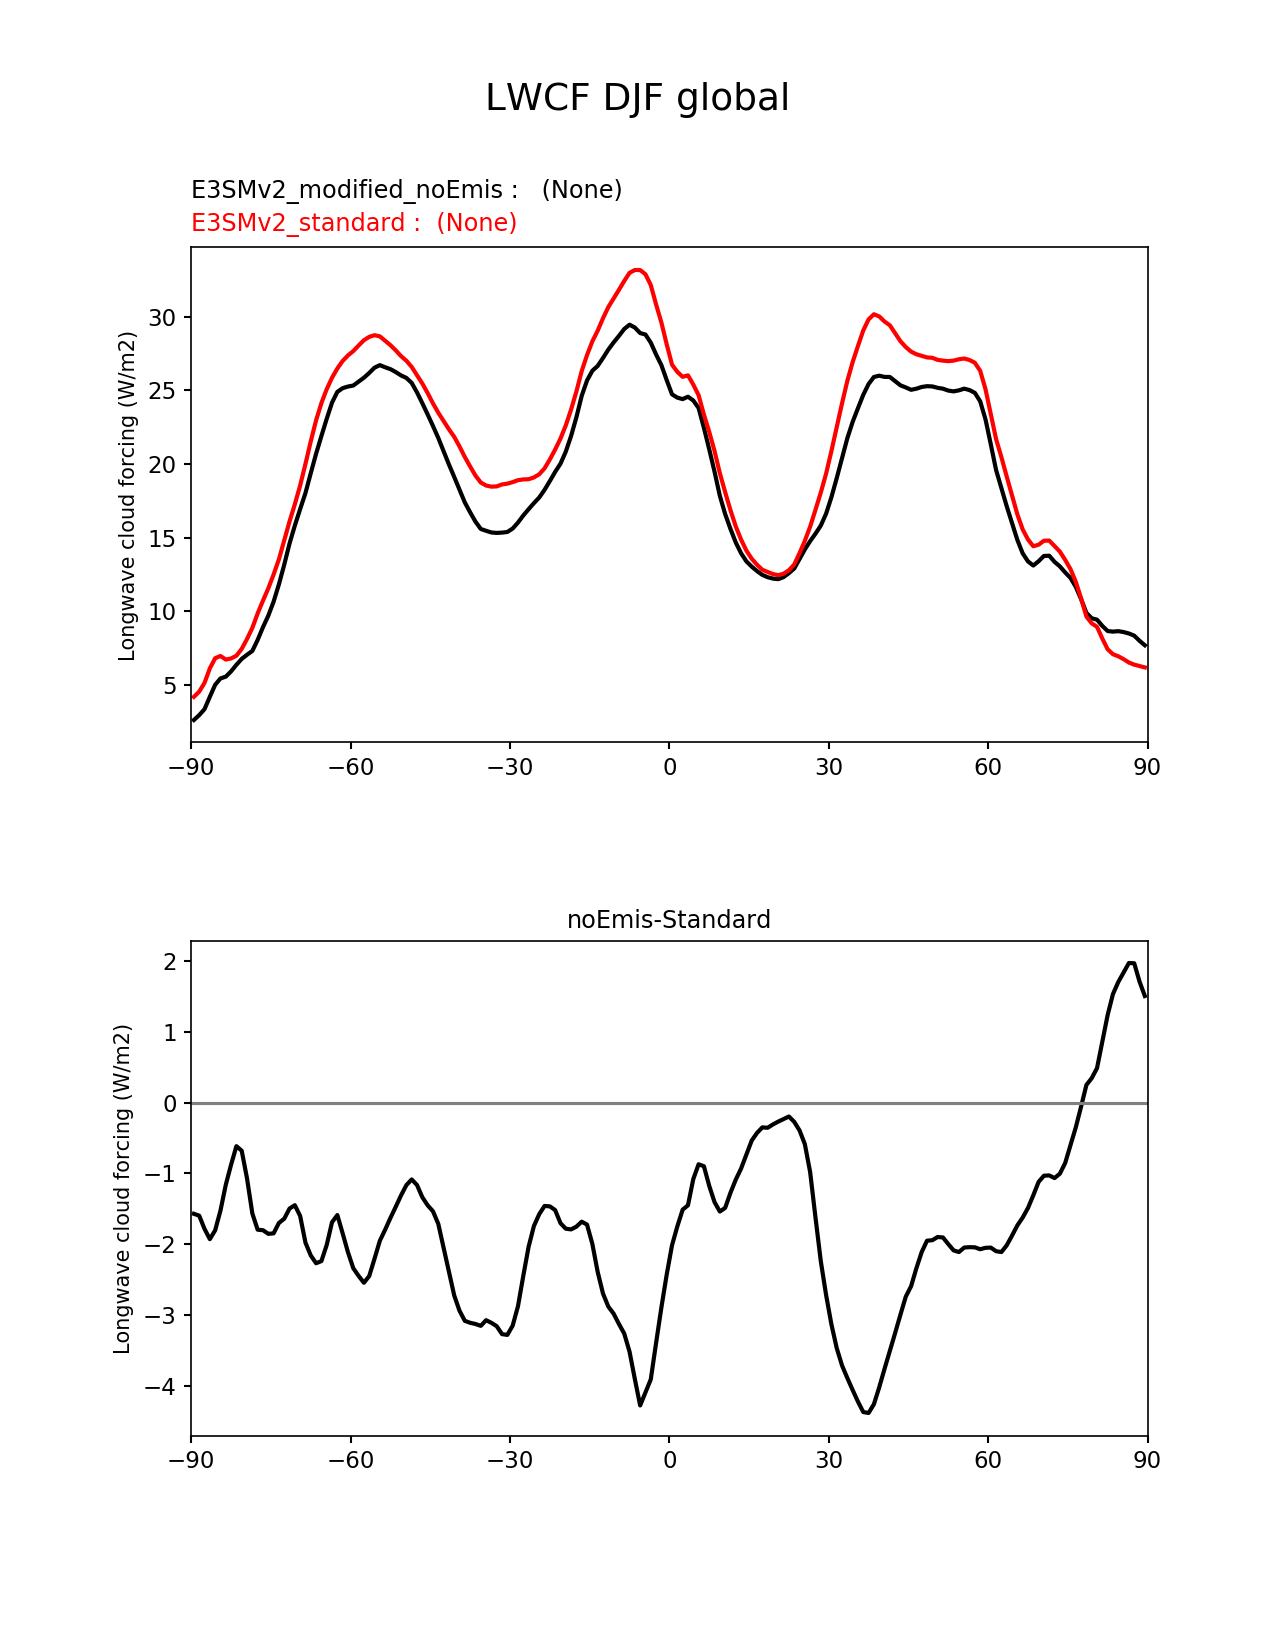 LWCF DJF global
E3SMv2_modified_noEmis :   (None)
E3SMv2_standard :  (None)
Longwave cloud forcing (W/m2)
30
25
20
15
10
5
−90 −60 −30 0 30 60 90
noEmis-Standard
Longwave cloud forcing (W/m2)
2
1
0
−1
−2
−3
−4
−90 −60 −30 0 30 60 90